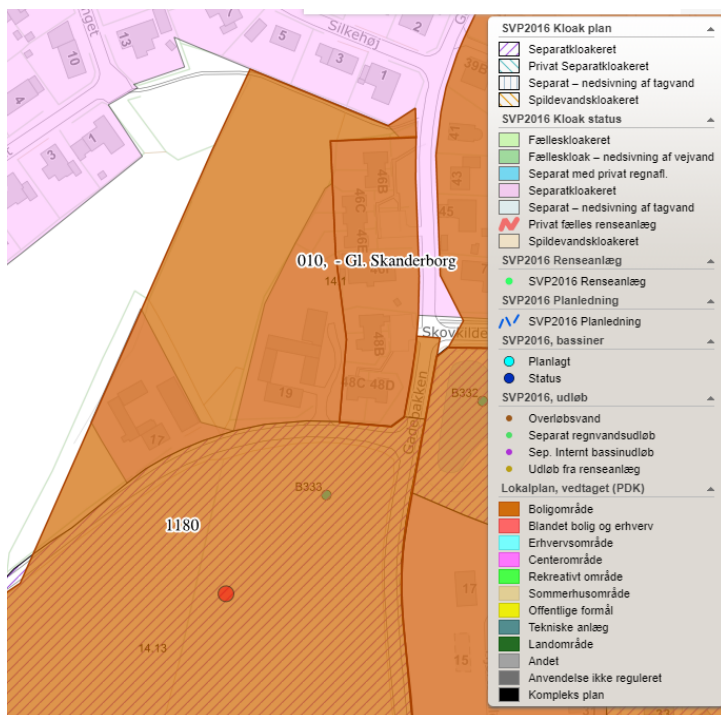 13
10
4
3
1
5
3
1
2
Silkehøj
39B
41
43
45
46B
46C
010, - Gl. Skanderborg
14.1
Skovkilde
48B
48C 48D
19
17
Gadepakken
B332
B333
1180
14.13
17
15
SVP2016 Kloak plan
Separatkloakeret
Privat Separatkloakeret
Separat – nedsivning af tagvand
Spildevandskloakeret
SVP2016 Kloak status
Fælleskloakeret
Fælleskloak – nedsivning af vejvand
Separat med privat regnafl.
Separatkloakeret
Separat – nedsivning af tagvand
Privat fælles renseanlæg
Spildevandskloakeret
SVP2016 Renseanlæg
SVP2016 Renseanlæg
SVP2016 Planledning
SVP2016 Planledning
SVP2016, bassiner
Planlagt
Status
SVP2016, udløb
Overløbsvand
Separat regnvandsudløb
Sep. Internt bassinudløb
Udløb fra renseanlæg
Lokalplan, vedtaget (PDK)
Boligområde
Blandet bolig og erhverv
Erhvervsområde
Centerområde
Rekreativt område
Sommerhusområde
Offentlige formål
Tekniske anlæg
Landområde
Andet
Anvendelse ikke reguleret
Kompleks plan